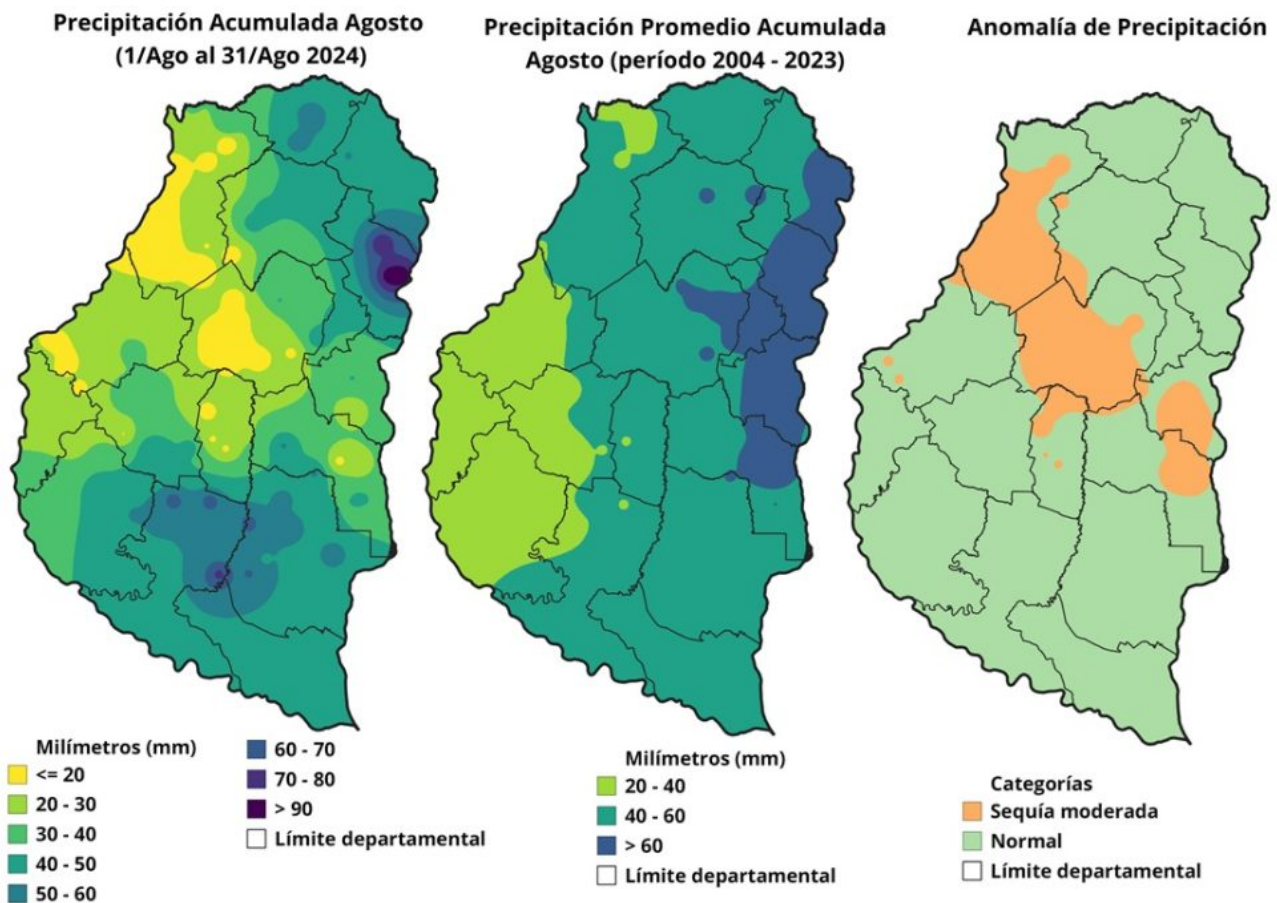 Precipitación Acumulada Agosto
(1/Ago al 31/Ago 2024)
Precipitación Promedio Acumulada
Agosto (período 2004 - 2023)
Anomalía de Precipitación
Milímetros (mm)
<= 20
20 - 30
30 - 40
40 - 50
50 - 60
60 - 70
70 - 80
> 90
Límite departamental
Milímetros (mm)
20 - 40
40 - 60
> 60
Límite departamental
Categorías
Sequía moderada
Normal
Límite departamental